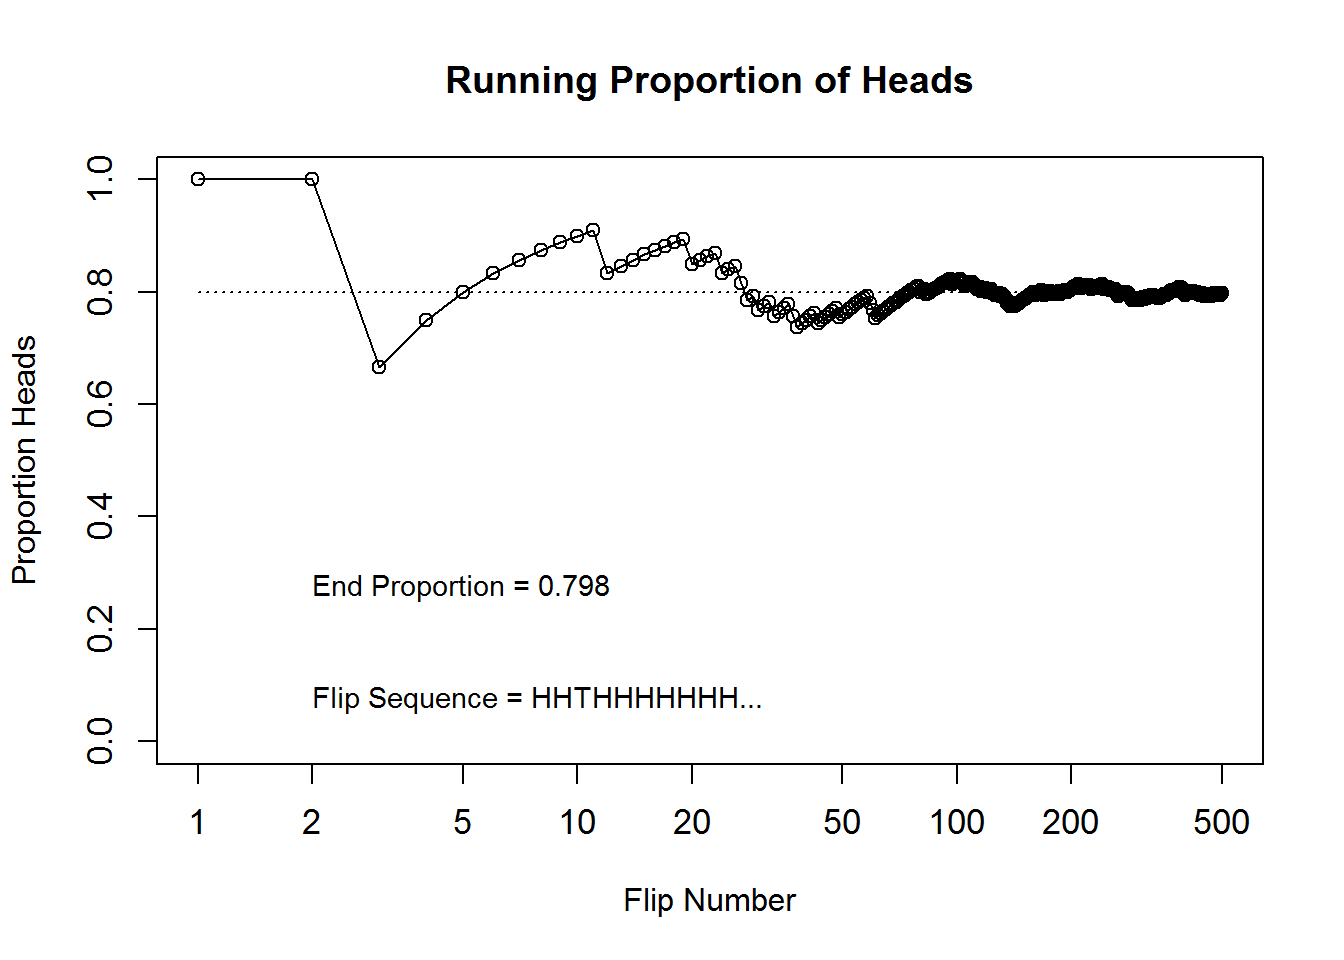 Running Proportion of Heads
Proportion Heads
1.0
0.8
0.6
0.4
0.2
0.0
End Proportion = 0.798
Flip Sequence = HHTHHHHHHH...
1 2 5 10 20 50 100 200 500
Flip Number